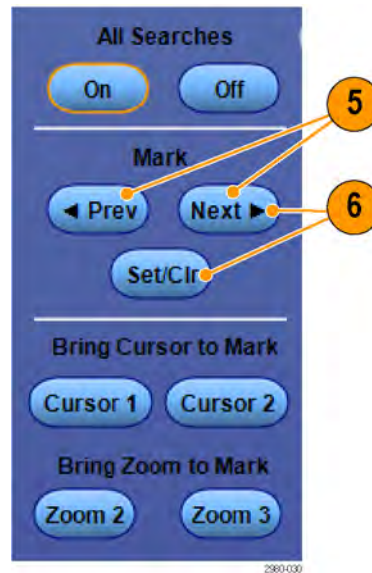 All Searches
On Off
5
Mark
◄ Prev Next ►
6
Set/Clr
Bring Cursor to Mark
Cursor 1 Cursor 2
Bring Zoom to Mark
Zoom 2 Zoom 3
2980-030